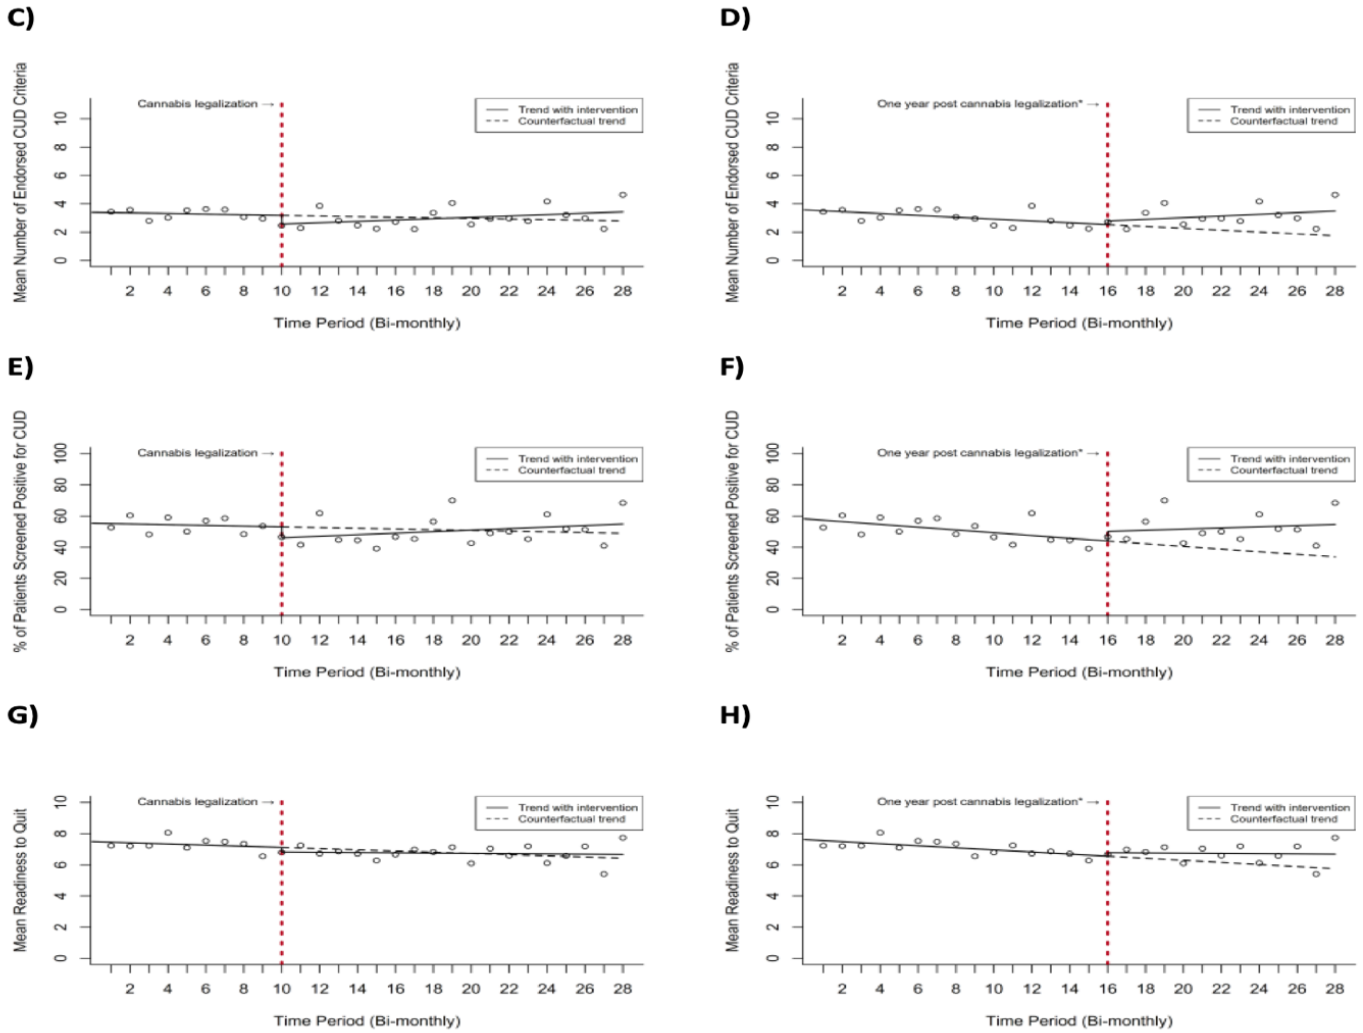 C)
Mean Number of Endorsed CUD Criteria
10
8
6
4
2
0
Cannabis legalization →
Trend with intervention
Counterfactual trend
2 4 6 8 10 12 14 16 18 20 22 24 26 28
Time Period (Bi-monthly)
D)
Mean Number of Endorsed CUD Criteria
10
8
6
4
2
0
One year post cannabis legalization* →
Trend with intervention
Counterfactual trend
2 4 6 8 10 12 14 16 18 20 22 24 26 28
Time Period (Bi-monthly)
E)
% of Patients Screened Positive for CUD
100
80
60
40
20
0
Cannabis legalization →
Trend with intervention
Counterfactual trend
2 4 6 8 10 12 14 16 18 20 22 24 26 28
Time Period (Bi-monthly)
F)
% of Patients Screened Positive for CUD
100
80
60
40
20
0
One year post cannabis legalization* →
Trend with intervention
Counterfactual trend
2 4 6 8 10 12 14 16 18 20 22 24 26 28
Time Period (Bi-monthly)
G)
Mean Readiness to Quit
10
8
6
4
2
0
Cannabis legalization →
Trend with intervention
Counterfactual trend
2 4 6 8 10 12 14 16 18 20 22 24 26 28
Time Period (Bi-monthly)
H)
Mean Readiness to Quit
10
8
6
4
2
0
One year post cannabis legalization* →
Trend with intervention
Counterfactual trend
2 4 6 8 10 12 14 16 18 20 22 24 26 28
Time Period (Bi-monthly)